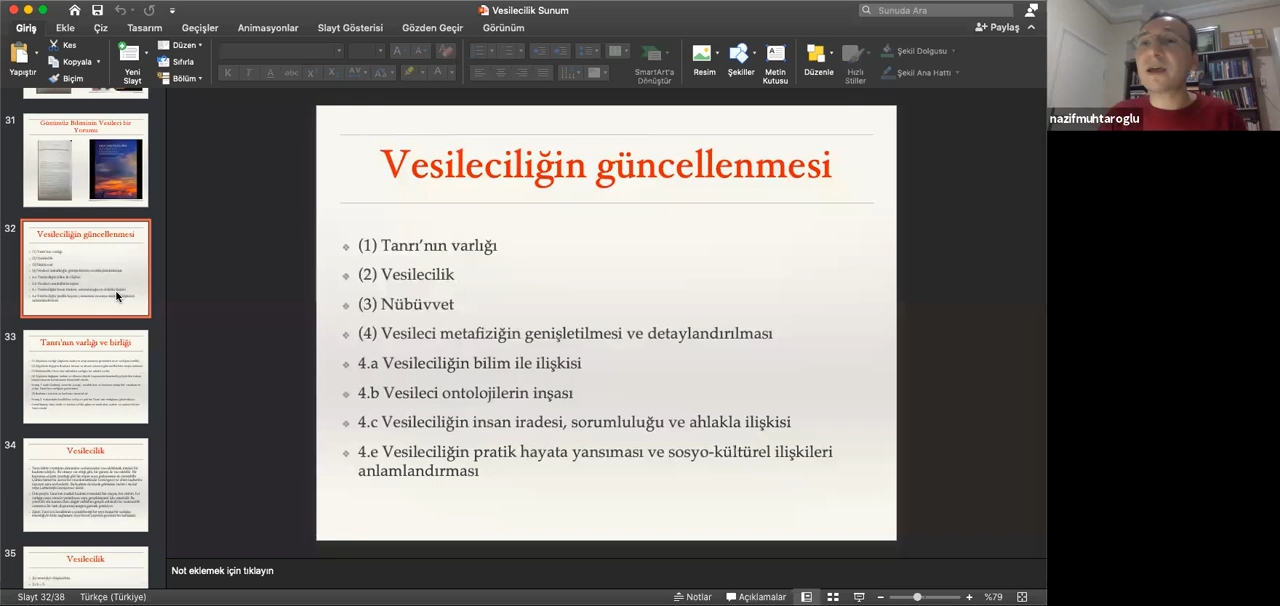 Vesilecilik Sunum
Sunuda Ara
Giriş Ekle Çiz Tasarım Geçişler Animasyonlar Slayt Gösterisi Gözden Geçir Görünüm Paylaş
Yapıştır
Kes
Kopyala
Biçim
Yeni Slayt
Düzen
Sıfırla
Bölüm
SmartArt'a Dönüştür
Resim
Şekiller
Metin Kutusu
Düzenle
Hızlı Stiller
Şekil Dolgusu
Şekil Ana Hattı
nazifmuhtaroglu
31
Günümüz Biliminin Vesileci bir
Yorumu
32
Vesileciliğin güncellenmesi
33
Tanrı'nın varlığı ve birliği
34
Vesilecilik
35
Vesilecilik
Vesileciliğin güncellenmesi
(1) Tanrı'nın varlığı
(2) Vesilecilik
(3) Nübüvvet
(4) Vesileci metafiziğin genişletilmesi ve detaylandırılması
4.a Vesileciliğin bilim ile ilişkisi
4.b Vesileci ontolojilerin inşası
4.c Vesileciliğin insan iradesi, sorumluluğu ve ahlakla ilişkisi
4.e Vesileciliğin pratik hayata yansıması ve sosyo-kültürel ilişkileri
anlamlandırması
Not eklemek için tıklayın
Slayt 32/38 Türkçe (Türkiye) Notlar Açıklamalar %79